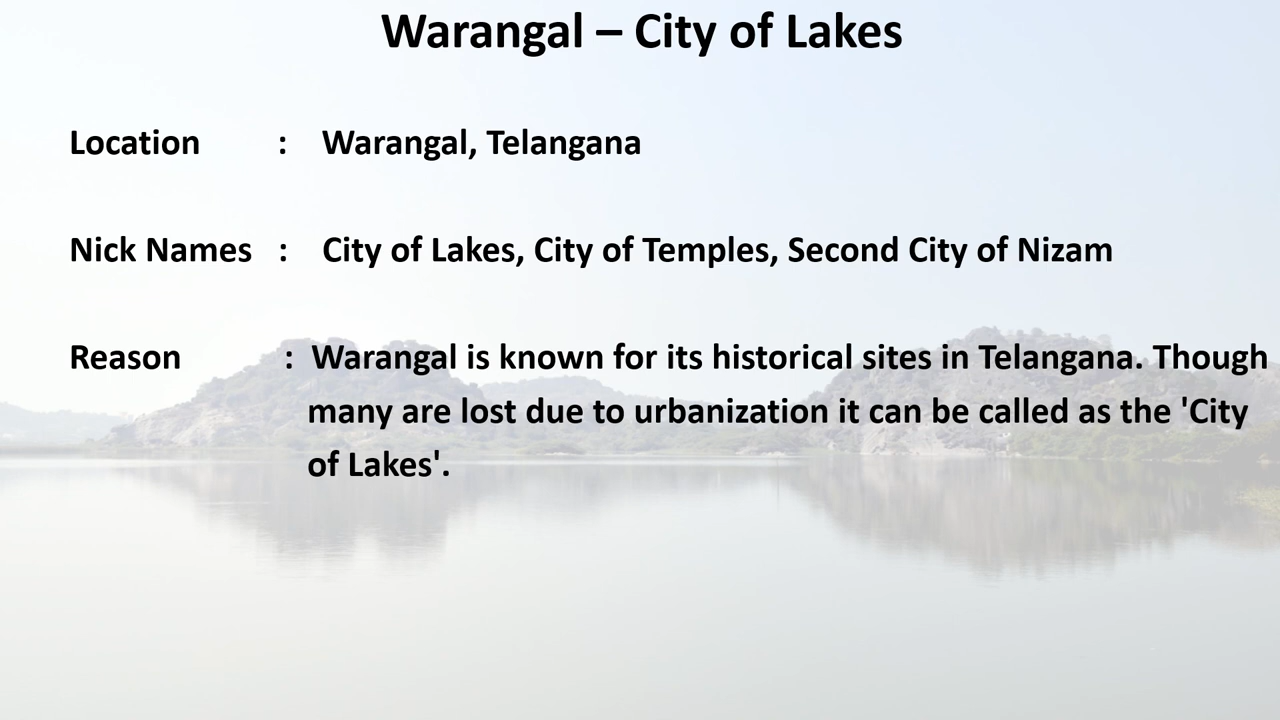 Warangal – City of Lakes
Location : Warangal, Telangana
Nick Names : City of Lakes, City of Temples, Second City of Nizam
Reason : Warangal is known for its historical sites in Telangana. Though
many are lost due to urbanization it can be called as the 'City
of Lakes'.